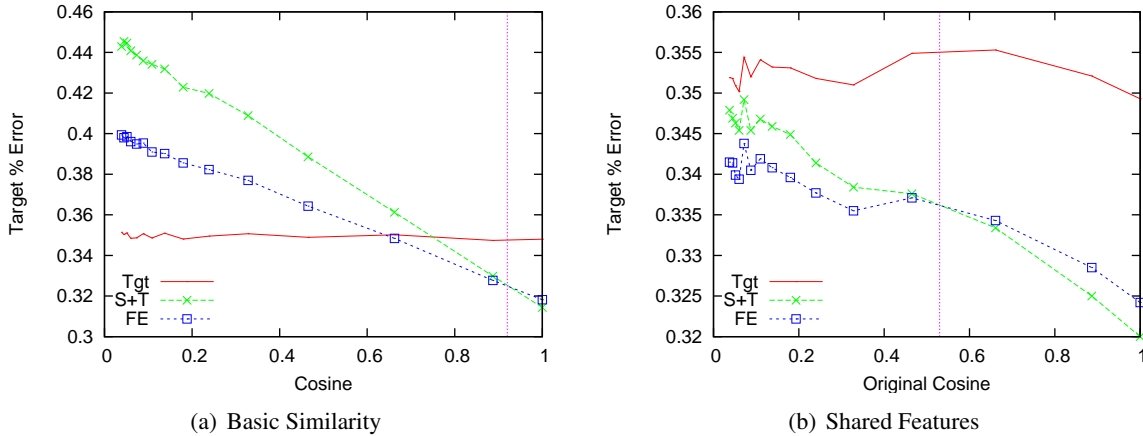 0.46
0.44
0.42
0.4
0.38
0.36
0.34
0.32
0.3
Target % Error
0 0.2 0.4 0.6 0.8 1
Cosine
Tgt
S+T
FE
(a) Basic Similarity
0.36
0.355
0.35
0.345
0.34
0.335
0.33
0.325
0.32
Target % Error
0 0.2 0.4 0.6 0.8 1
Original Cosine
Tgt
S+T
FE
(b) Shared Features